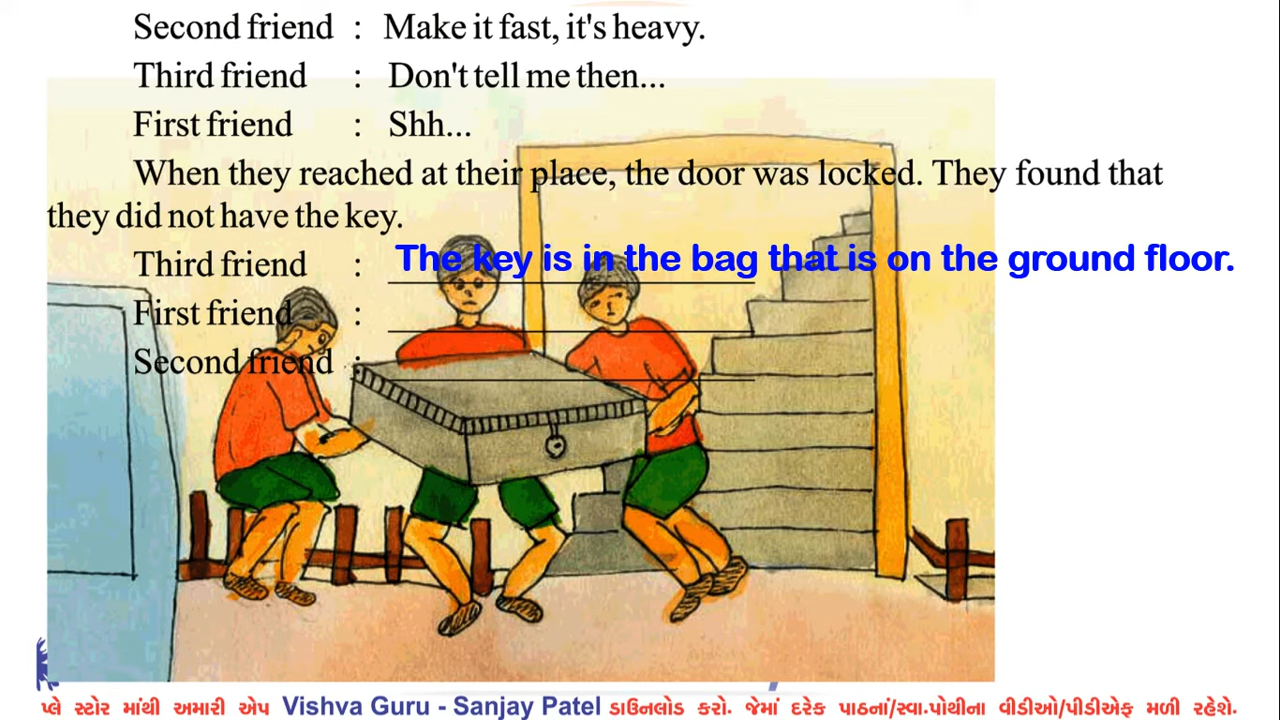 Second friend : Make it fast, it's heavy.
Third friend : Don't tell me then...
First friend : Shh...
When they reached at their place, the door was locked. They found that
they did not have the key.
Third friend : The key is in the bag that is on the ground floor.
First friend :
Second friend :
પ્લે સ્ટોર માંથી અમારી એપ Vishva Guru - Sanjay Patel ડાઉનલોડ કરો. જેમાં દરેક પાઠનાં/સ્વા.પોથીના વીડીઓ/પીડીએફ મળી રહેશે.